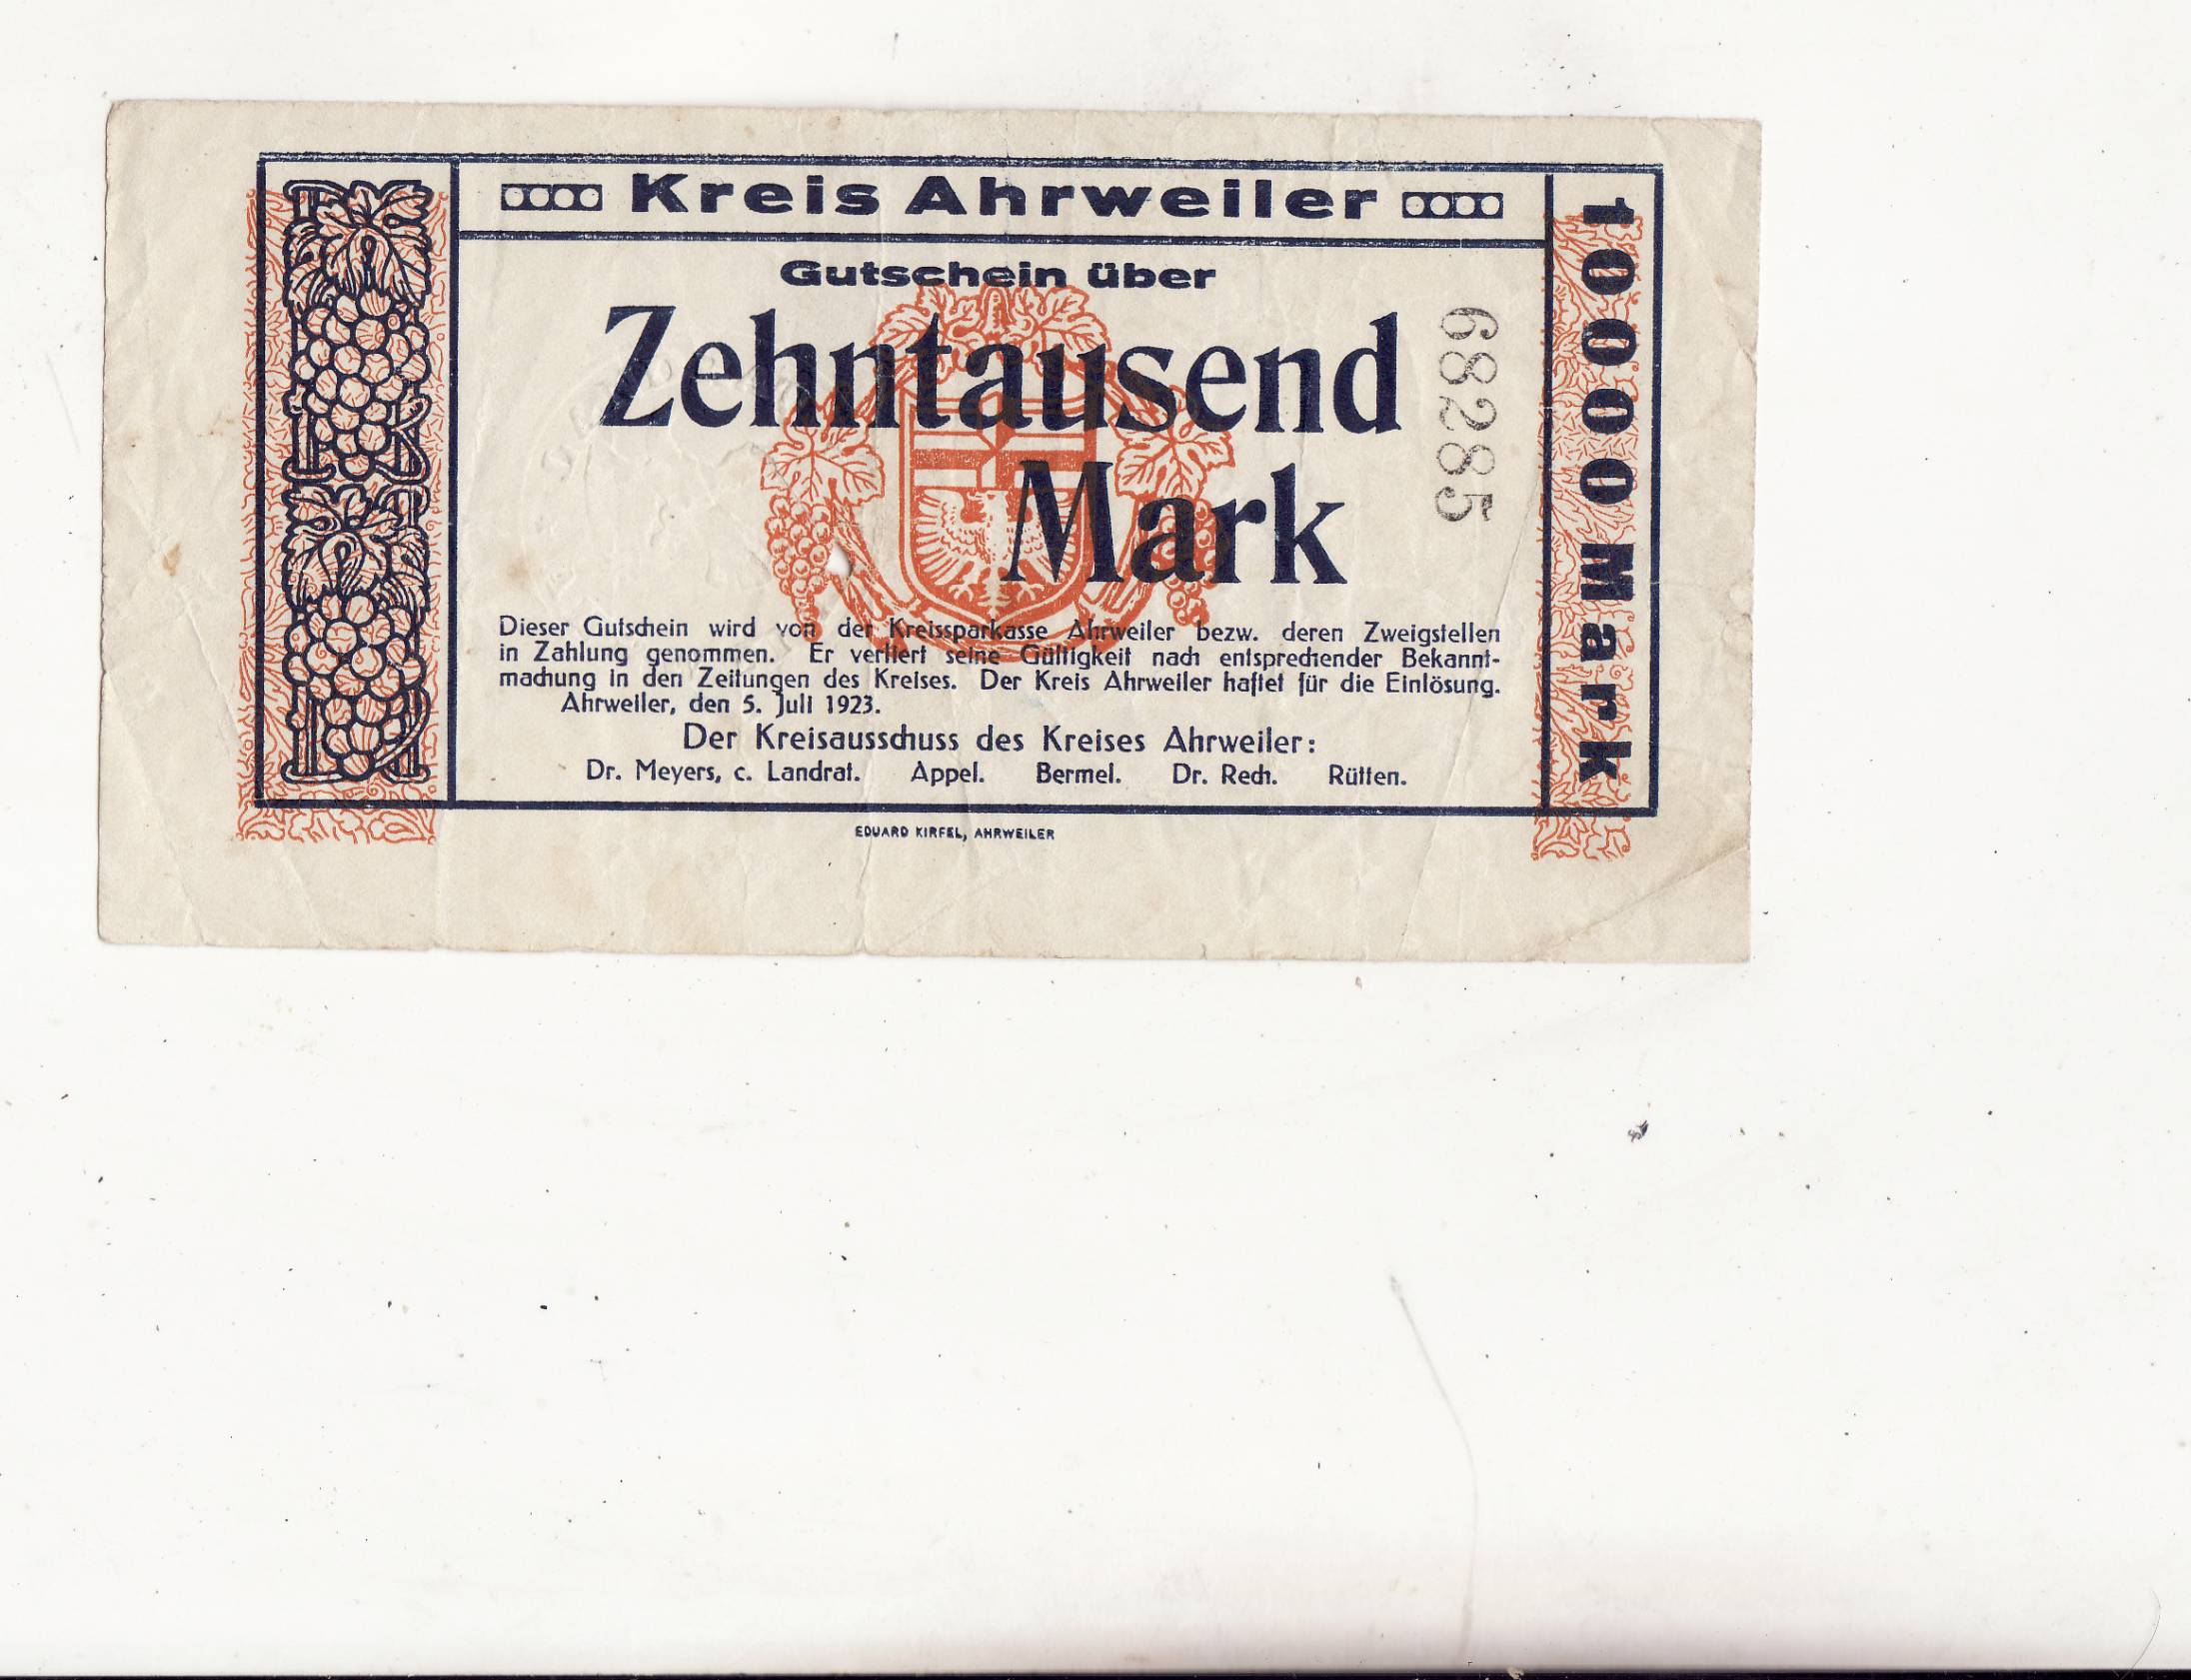 Kreis Ahrweiler
Gutschein über
Zehntausend
Mark
682285
10000 Mark
Dieser Gutschein wird von der Kreissparkasse Ahrweiler bezw. deren Zweigstellen
in Zahlung genommen. Er verliert seine Gültigkeit nach entsprechender Bekannt-
machung in den Zeitungen des Kreises. Der Kreis Ahrweiler haftet für die Einlösung.
Ahrweiler, den 5. Juli 1923.
Der Kreisausschuss des Kreises Ahrweiler:
Dr. Meyers, c. Landrat. Appel. Bermel. Dr. Rech. Rütten.
EDUARD KIRFEL, AHRWEILER